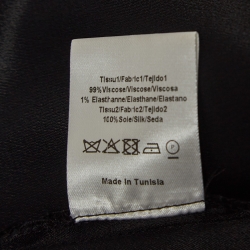 Tissu1/Fabric1/Tejido1
99%Viscose/Viscose/Viscosa
1% Elasthanne/Elasthane/Elastano
Tissu2/Fabric2/Tejido2
100%Soie/Silk/Seda
Made In Tunisia